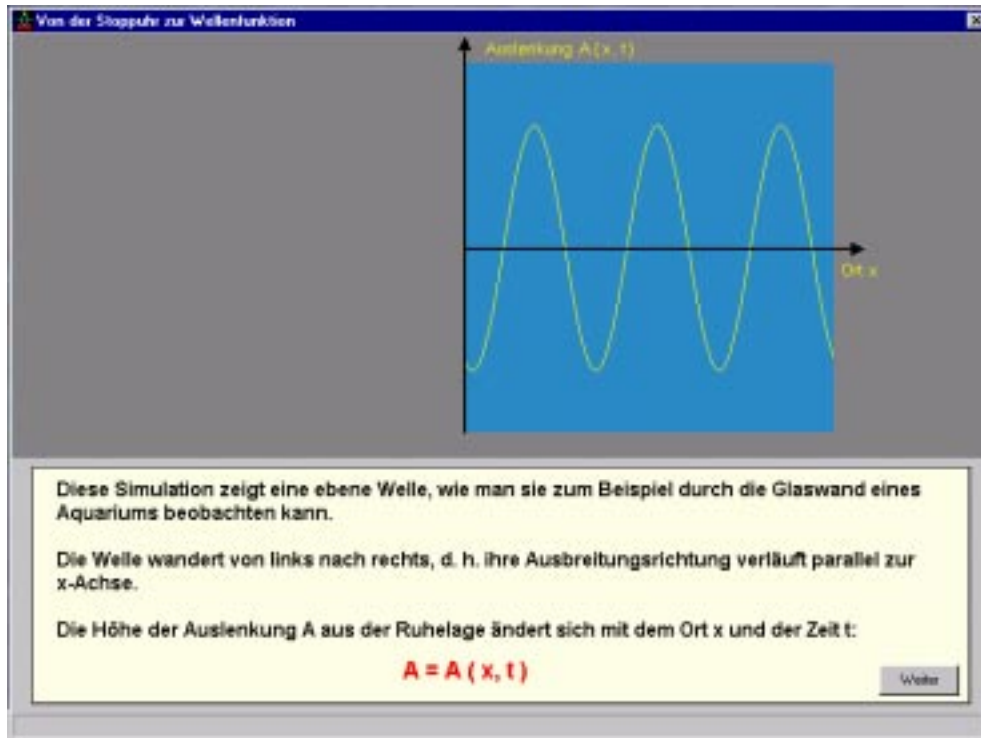 Von der Stoppuhr zur Wellenfunktion
Auslenkung A ( x, t )
Ort x
Diese Simulation zeigt eine ebene Welle, wie man sie zum Beispiel durch die Glaswand eines
Aquariums beobachten kann.
Die Welle wandert von links nach rechts, d. h. ihre Ausbreitungsrichtung verläuft parallel zur
x-Achse.
Die Höhe der Auslenkung A aus der Ruhelage ändert sich mit dem Ort x und der Zeit t:
A = A ( x, t )
Weiter